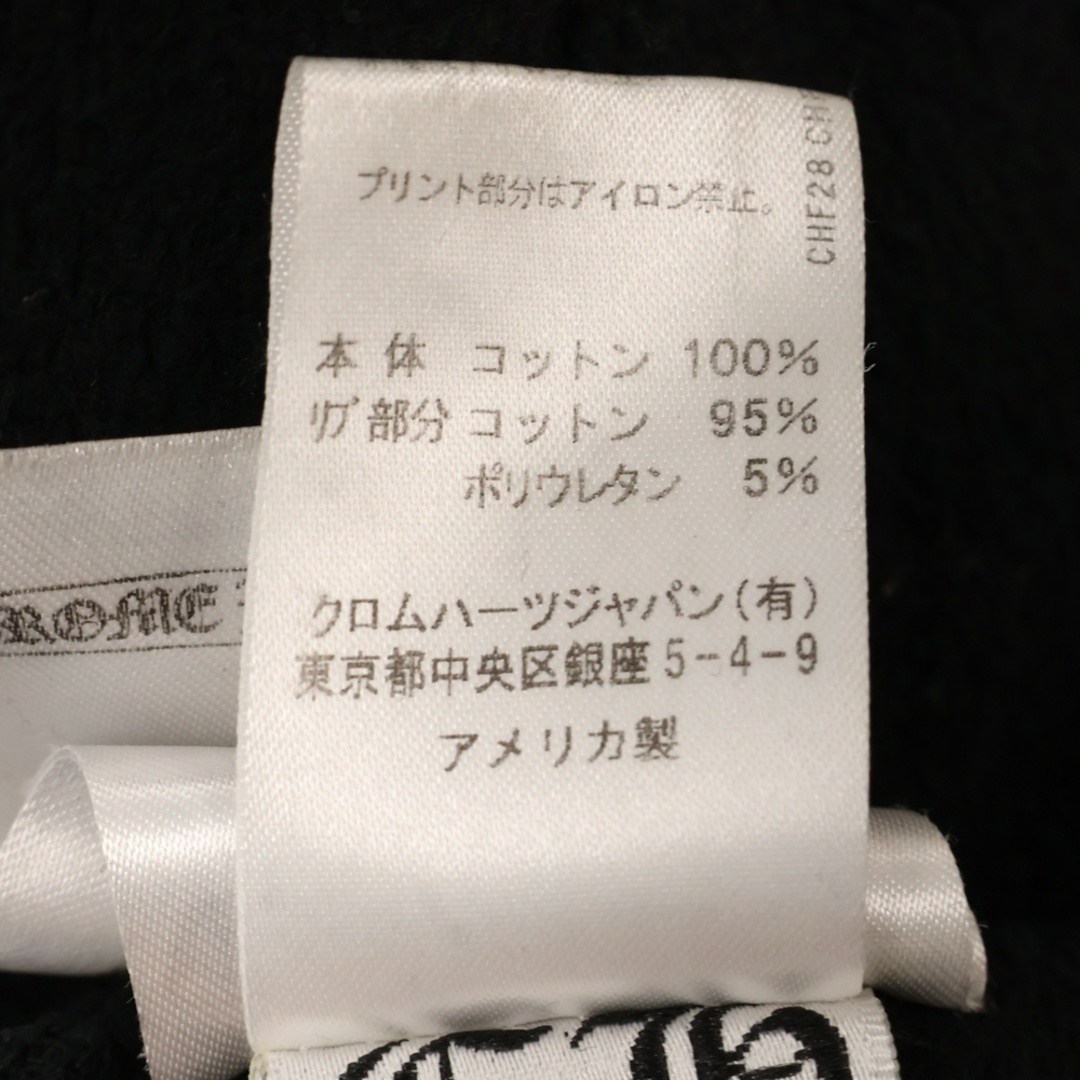 プリント部分はアイロン禁止。
CHF28
本体 コットン 100%
リブ部分 コットン 95%
ポリウレタン 5%
クロムハーツジャパン(有)
東京都中央区銀座5-4-9
アメリカ製